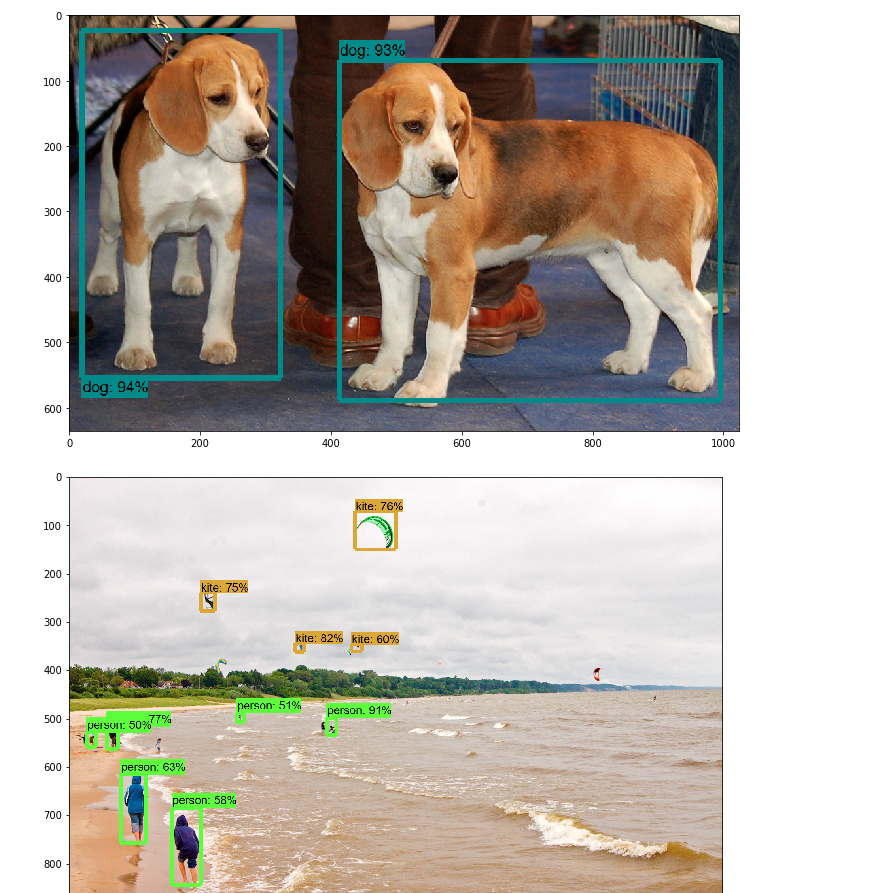 0
dog: 93%
100
200
300
400
500
dog: 94%
600
0 200 400 600 800 1000
0
kite: 76%
100
200
kite: 75%
300
kite: 82% kite: 60%
400
person: 51%
person: 91%
500
77%
person: 50%
600
person: 63%
person: 58%
700
800